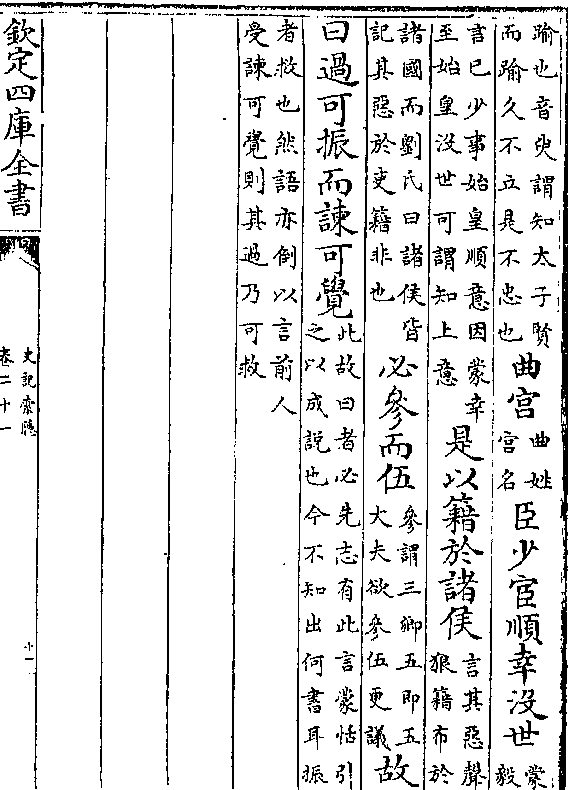 踰也音臾謂知太子賢
而踰久不立是不忠也
曲宫
曲姓
宫名
臣少宦順幸没世
蒙
毅
言已少事始皇順意因蒙幸
至始皇没世可謂知上意
是以籍於諸侯
言其惡聲
狼籍布於
諸國而劉氏曰諸侯皆
記其惡於吏籍非也
必參而伍
參謂三卿五即五
大夫欲參伍更議
故
曰過可振而諫可覺
此故曰者必先志有此言蒙恬引
之以成說也今不知出何書耳振
者救也然語亦倒以言前人
受諫可覺則其過乃可救
欽定四庫全書
史記索隱
卷二十一